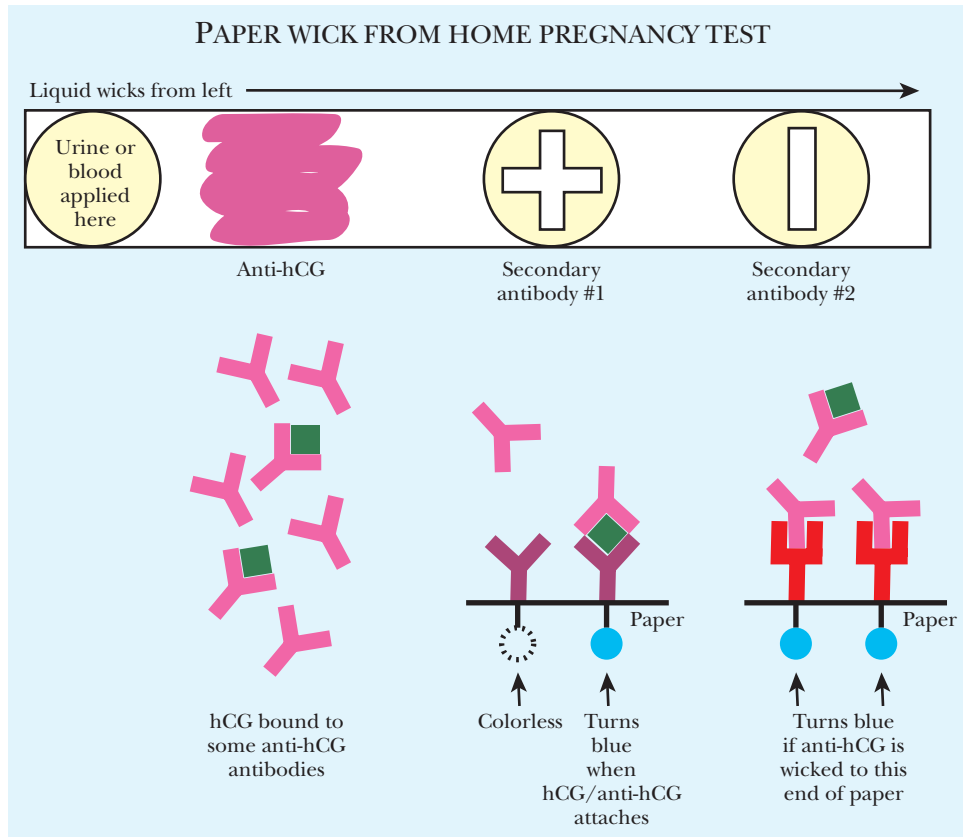 PAPER WICK FROM HOME PREGNANCY TEST
Liquid wicks from left
Urine or
blood
applied
here
Anti-hCG
Secondary
antibody #1
Secondary
antibody #2
Paper
Paper
hCG bound to
some anti-hCG
antibodies
Colorless
Turns
blue
when
hCG/anti-hCG
attaches
Turns blue
if anti-hCG is
wicked to this
end of paper